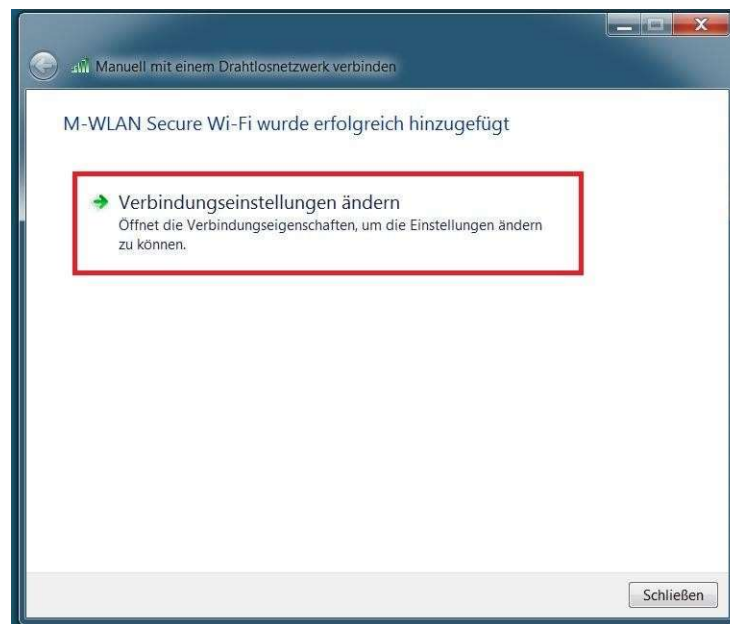 Manuell mit einem Drahtlosnetzwerk verbinden
M-WLAN Secure Wi-Fi wurde erfolgreich hinzugefügt
Verbindungseinstellungen ändern
Öffnet die Verbindungseigenschaften, um die Einstellungen ändern
zu können.
Schließen